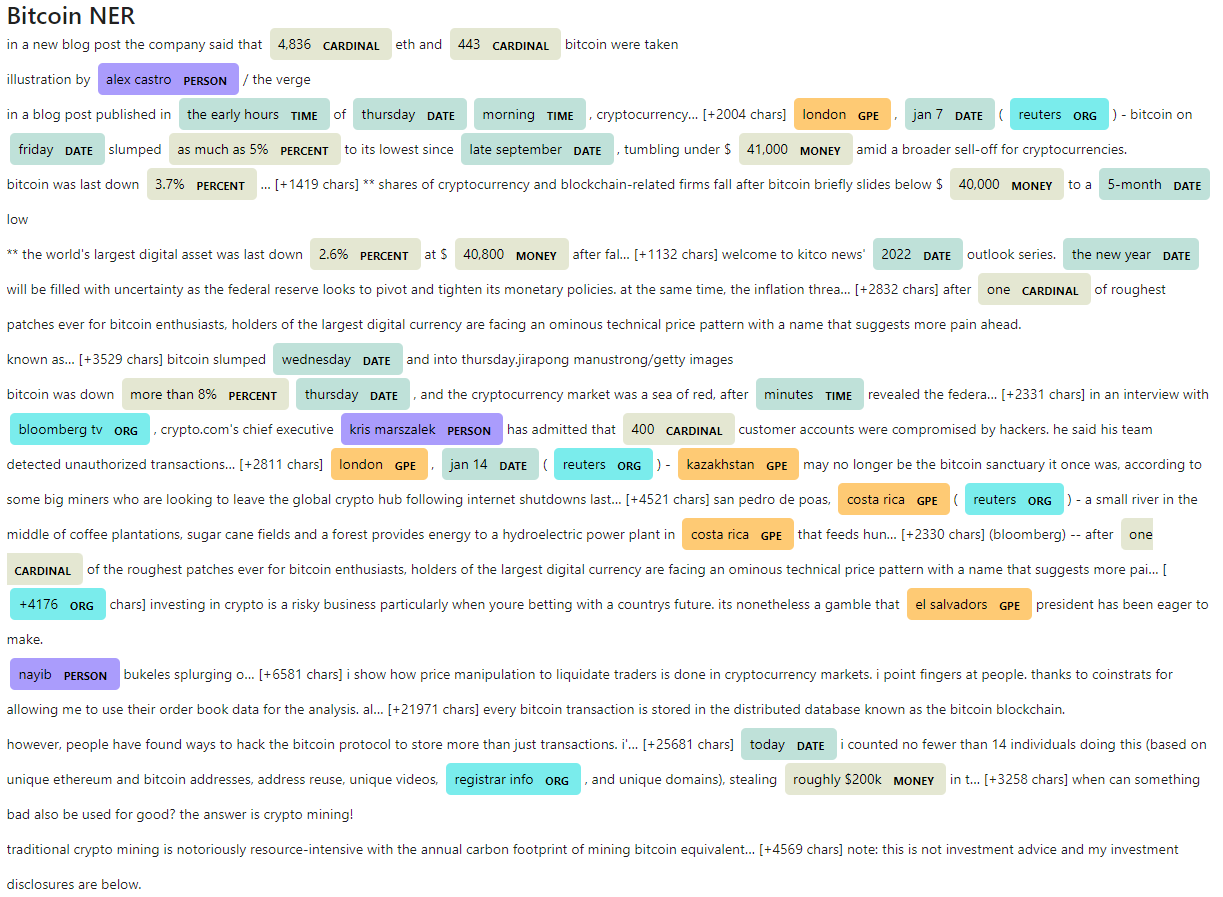 Bitcoin NER
in a new blog post the company said that 4,836 CARDINAL eth and 443 CARDINAL bitcoin were taken
illustration by alex castro PERSON / the verge
in a blog post published in the early hours TIME of thursday DATE morning TIME , cryptocurrency… [+2004 chars] london GPE , jan 7 DATE ( reuters ORG ) - bitcoin on
friday DATE slumped as much as 5% PERCENT to its lowest since late september DATE , tumbling under $ 41,000 MONEY amid a broader sell-off for cryptocurrencies.
bitcoin was last down 3.7% PERCENT … [+1419 chars] ** shares of cryptocurrency and blockchain-related firms fall after bitcoin briefly slides below $ 40,000 MONEY to a 5-month DATE
low
** the world's largest digital asset was last down 2.6% PERCENT at $ 40,800 MONEY after fal… [+1132 chars] welcome to kitco news' 2022 DATE outlook series. the new year DATE
will be filled with uncertainty as the federal reserve looks to pivot and tighten its monetary policies. at the same time, the inflation threa… [+2832 chars] after one CARDINAL of roughest
patches ever for bitcoin enthusiasts, holders of the largest digital currency are facing an ominous technical price pattern with a name that suggests more pain ahead.
known as… [+3529 chars] bitcoin slumped wednesday DATE and into thursday.jirapong manustrong/getty images
bitcoin was down more than 8% PERCENT thursday DATE , and the cryptocurrency market was a sea of red, after minutes TIME revealed the federa… [+2331 chars] in an interview with
bloomberg tv ORG , crypto.com's chief executive kris marszalek PERSON has admitted that 400 CARDINAL customer accounts were compromised by hackers. he said his team
detected unauthorized transactions… [+2811 chars] london GPE , jan 14 DATE ( reuters ORG ) - kazakhstan GPE may no longer be the bitcoin sanctuary it once was, according to
some big miners who are looking to leave the global crypto hub following internet shutdowns last… [+4521 chars] san pedro de poas, costa rica GPE ( reuters ORG ) - a small river in the
middle of coffee plantations, sugar cane fields and a forest provides energy to a hydroelectric power plant in costa rica GPE that feeds hun… [+2330 chars] (bloomberg) -- after one
CARDINAL of the roughest patches ever for bitcoin enthusiasts, holders of the largest digital currency are facing an ominous technical price pattern with a name that suggests more pai… [
+4176 ORG chars] investing in crypto is a risky business particularly when youre betting with a countrys future. its nonetheless a gamble that el salvadors GPE president has been eager to
make.
nayib PERSON bukeles splurging o… [+6581 chars] i show how price manipulation to liquidate traders is done in cryptocurrency markets. i point fingers at people. thanks to coinstrats for
allowing me to use their order book data for the analysis. al… [+21971 chars] every bitcoin transaction is stored in the distributed database known as the bitcoin blockchain.
however, people have found ways to hack the bitcoin protocol to store more than just transactions. i'… [+25681 chars] today DATE i counted no fewer than 14 individuals doing this (based on
unique ethereum and bitcoin addresses, address reuse, unique videos, registrar info ORG , and unique domains), stealing roughly $200k MONEY in t… [+3258 chars] when can something
bad also be used for good? the answer is crypto mining!
traditional crypto mining is notoriously resource-intensive with the annual carbon footprint of mining bitcoin equivalent… [+4569 chars] note: this is not investment advice and my investment
disclosures are below.